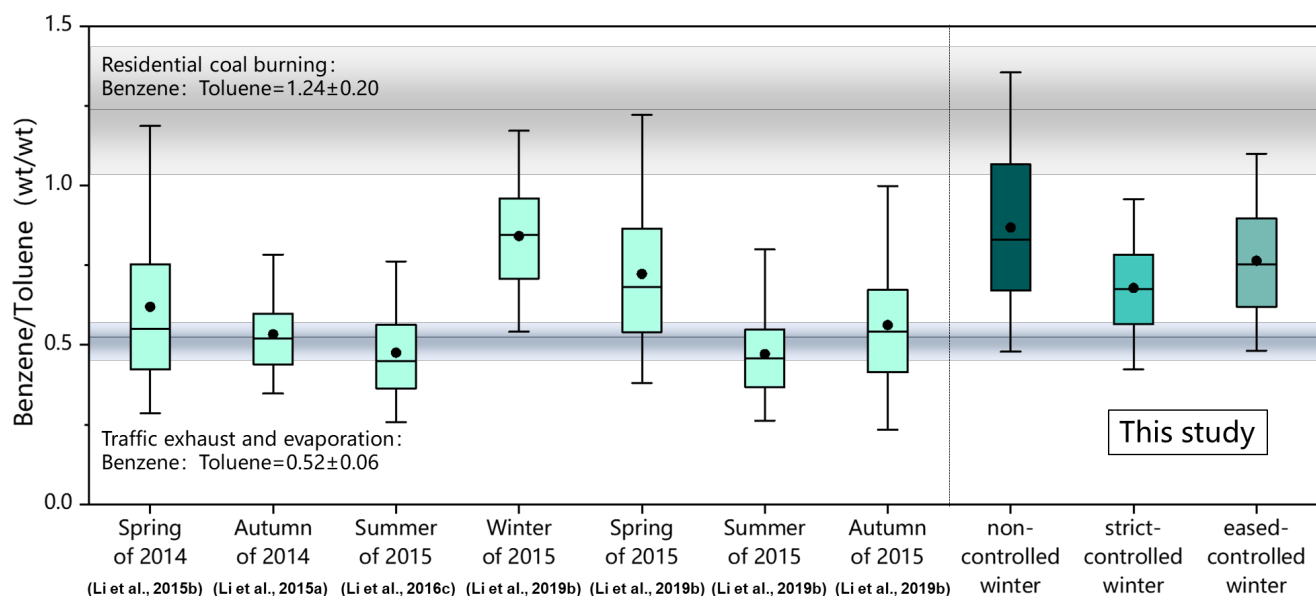 1.5
1.0
0.5
0.0
Benzene/Toluene (wt/wt)
Residential coal burning:
Benzene: Toluene=1.24±0.20
Traffic exhaust and evaporation:
Benzene: Toluene=0.52±0.06
This study
Spring
of 2014
(Li et al., 2015b)
Autumn
of 2014
(Li et al., 2015a)
Summer
of 2015
(Li et al., 2016c)
Winter
of 2015
(Li et al., 2019b)
Spring
of 2015
(Li et al., 2019b)
Summer
of 2015
(Li et al., 2019b)
Autumn
of 2015
(Li et al., 2019b)
non-
controlled
winter
strict-
controlled
winter
eased-
controlled
winter